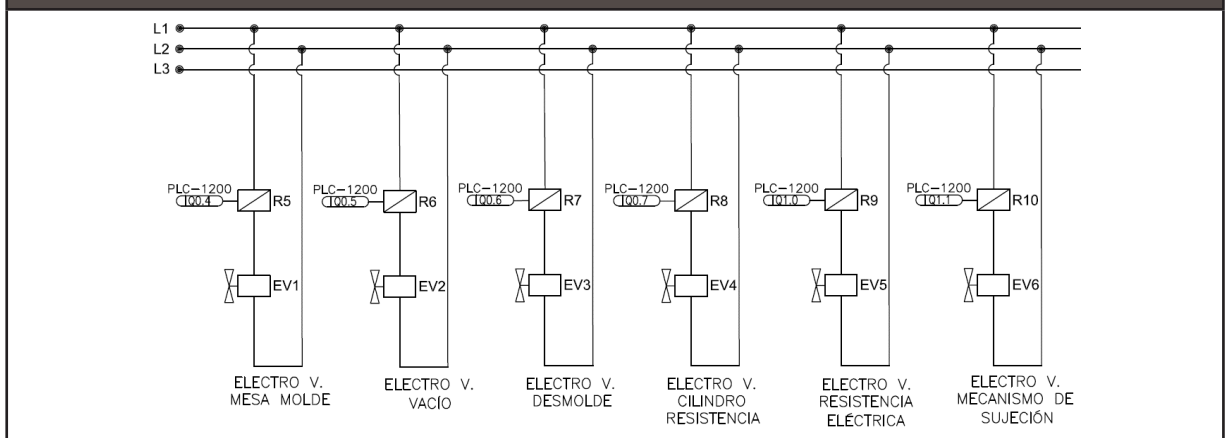 L1
L2
L3
PLC-1200
IQ0.4
R5
PLC-1200
IQ0.5
R6
PLC-1200
IQ0.6
R7
PLC-1200
IQ0.7
R8
PLC-1200
IQ1.0
R9
PLC-1200
IQ1.1
R10
EV1
EV2
EV3
EV4
EV5
EV6
ELECTRO V.
MESA MOLDE
ELECTRO V.
VACÍO
ELECTRO V.
DESMOLDE
ELECTRO V.
CILINDRO
RESISTENCIA
ELECTRO V.
RESISTENCIA
ELÉCTRICA
ELECTRO V.
MECANISMO DE
SUJECIÓN